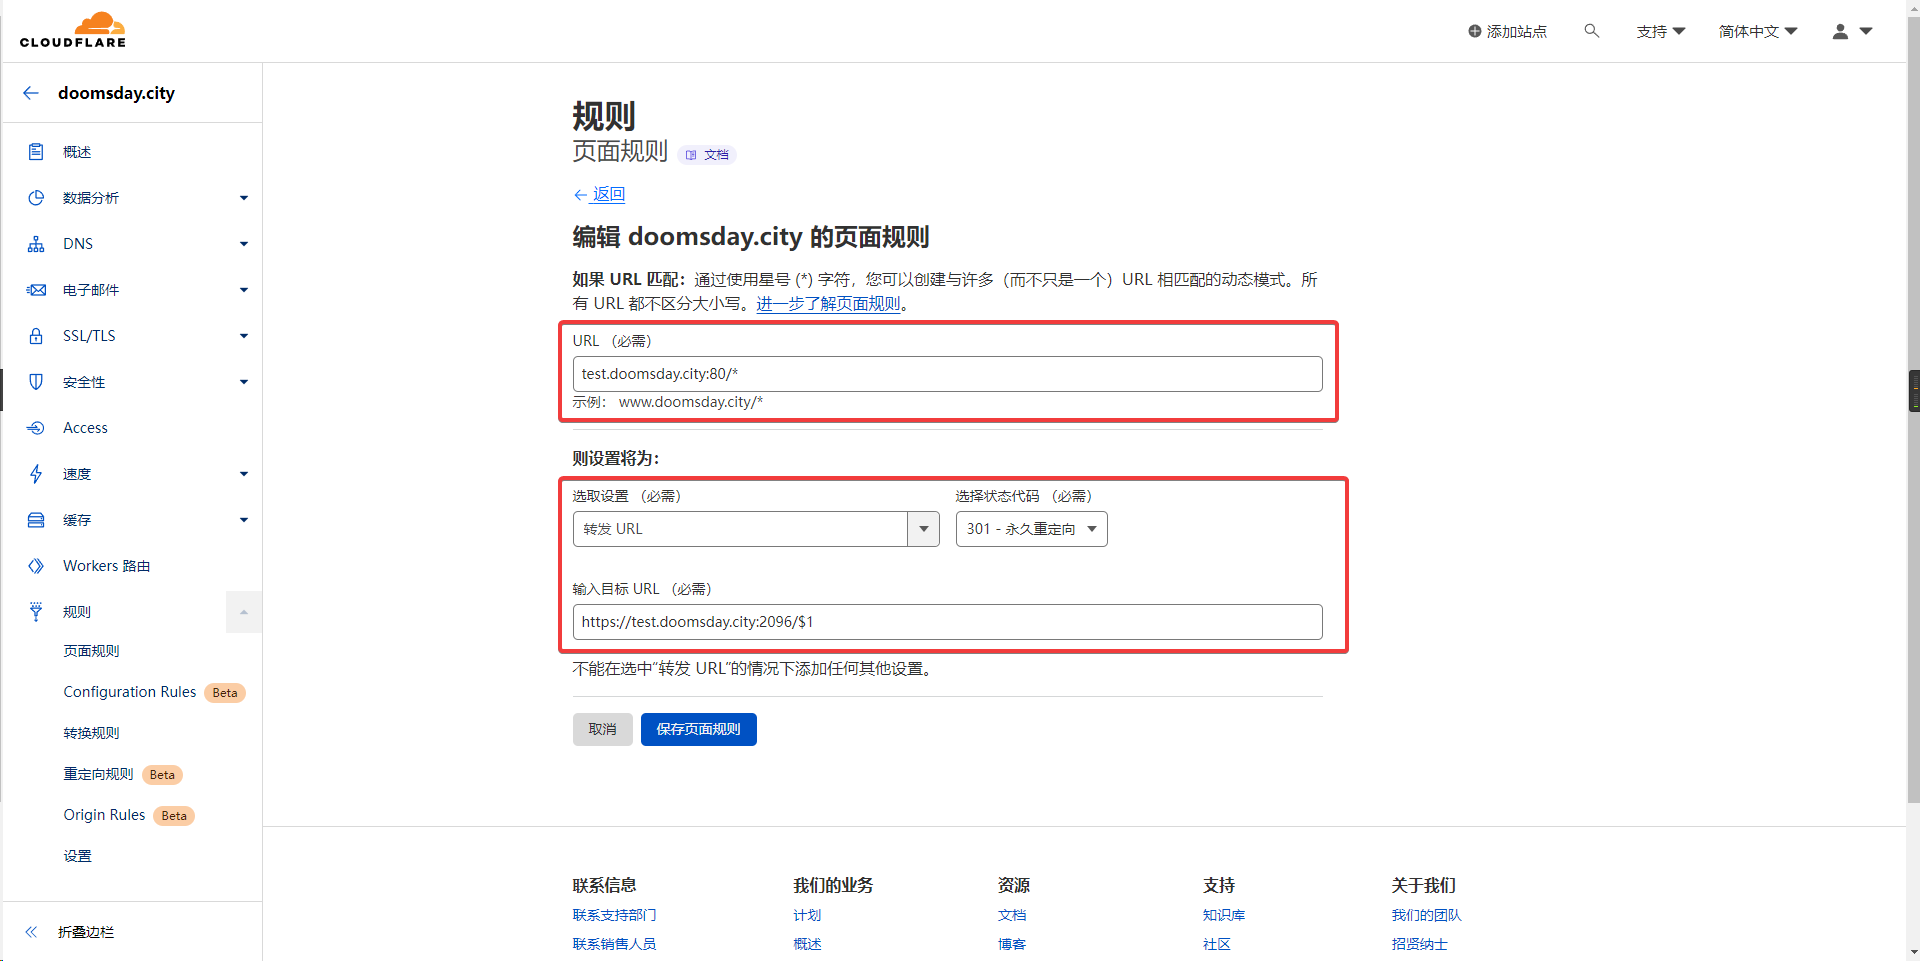 CLOUDFLARE
添加站点
支持
简体中文
doomsday.city
概述
数据分析
DNS
电子邮件
SSL/TLS
安全性
Access
速度
缓存
Workers 路由
规则
页面规则
Configuration Rules Beta
转换规则
重定向规则 Beta
Origin Rules Beta
设置
折叠边栏
规则
页面规则 文档
返回
编辑 doomsday.city 的页面规则
如果 URL 匹配：通过使用星号 (*) 字符，您可以创建与许多（而不只是一个）URL 相匹配的动态模式。所
有 URL 都不区分大小写。进一步了解页面规则。
URL （必需）
test.doomsday.city:80/*
示例： www.doomsday.city/*
则设置将为：
选取设置 （必需） 选择状态代码 （必需）
转发 URL 301 - 永久重定向
输入目标 URL （必需）
https://test.doomsday.city:2096/$1
不能在选中“转发 URL”的情况下添加任何其他设置。
取消 保存页面规则
联系信息 我们的业务 资源 支持 关于我们
联系支持部门 计划 文档 知识库 我们的团队
联系销售人员 概述 博客 社区 招贤纳士